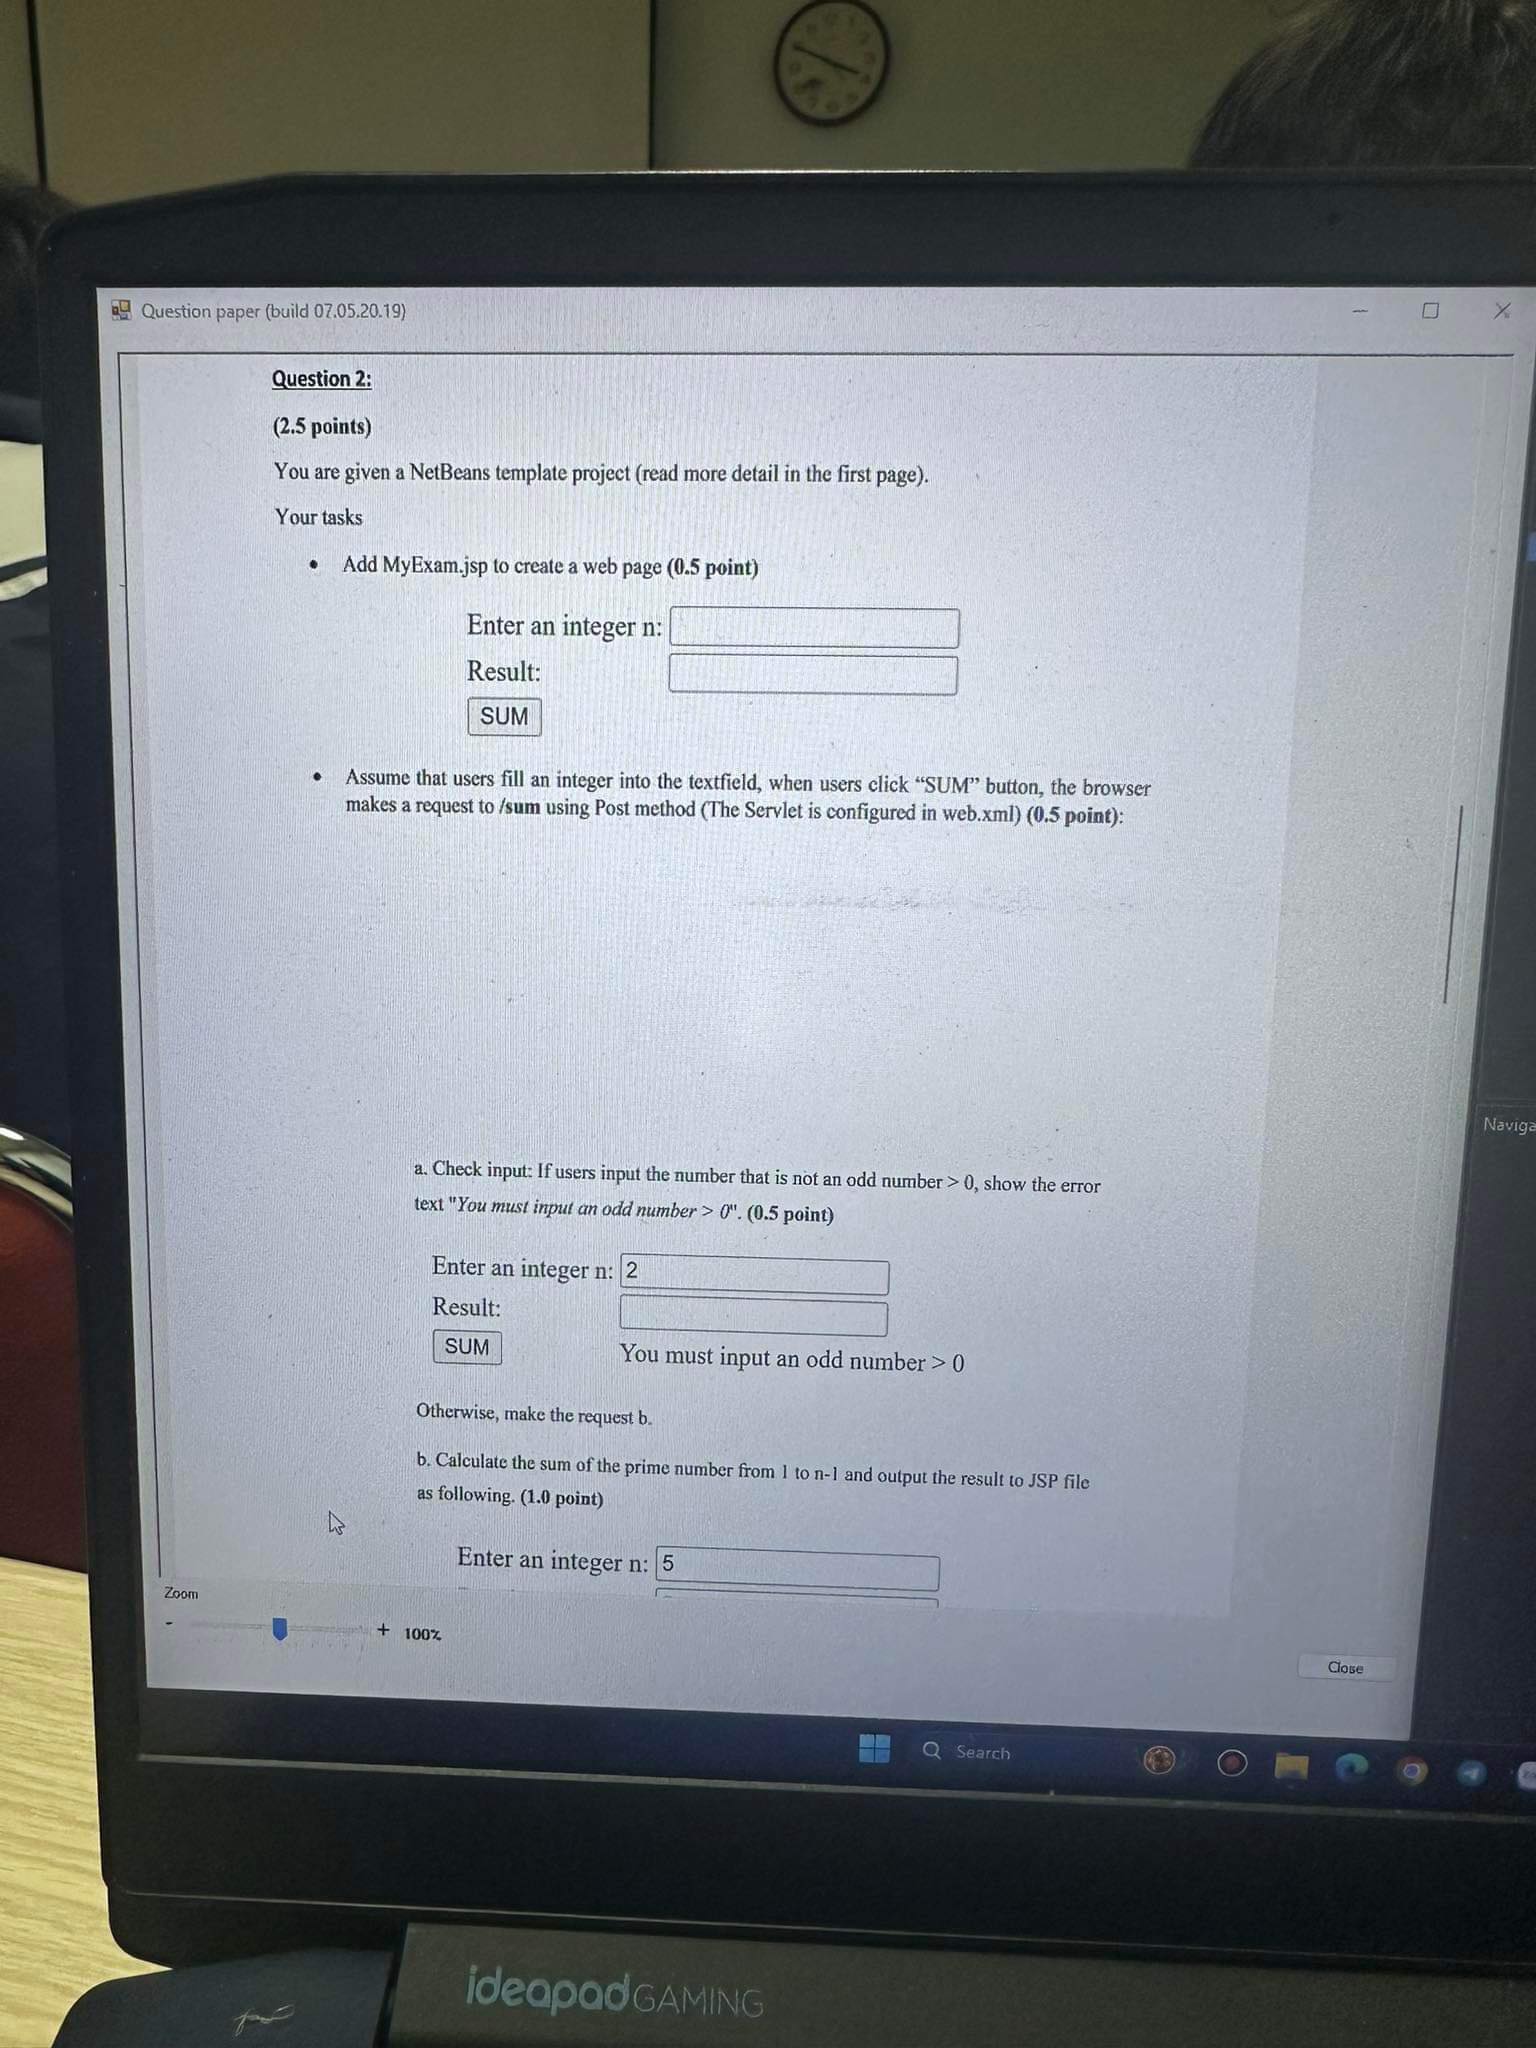 Question paper (build 07.05.20.19)
Question 2:
(2.5 points)
You are given a NetBeans template project (read more detail in the first page).
Your tasks
• Add MyExam.jsp to create a web page (0.5 point)
Enter an integer n:
Result:
SUM
• Assume that users fill an integer into the textfield, when users click “SUM” button, the browser
makes a request to /sum using Post method (The Servlet is configured in web.xml) (0.5 point):
Naviga
a. Check input: If users input the number that is not an odd number > 0, show the error
text "You must input an odd number > 0". (0.5 point)
Enter an integer n: 2
Result:
SUM
You must input an odd number > 0
Otherwise, make the request b.
b. Calculate the sum of the prime number from 1 to n-1 and output the result to JSP file
as following. (1.0 point)
Enter an integer n: 5
Zoom
- + 100%
Close
Search
ideapad GAMING